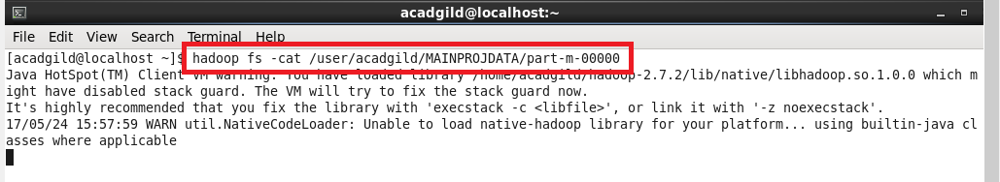 acadgild@localhost:~
File Edit View Search Terminal Help
[acadgild@localhost ~]$ hadoop fs -cat /user/acadgild/MAINPROJDATA/part-m-00000
Java HotSpot(TM) Client VM warning: You have loaded library /home/acadgild/hadoop-2.7.2/lib/native/libhadoop.so.1.0.0 which m
ight have disabled stack guard. The VM will try to fix the stack guard now.
It's highly recommended that you fix the library with 'execstack -c <libfile>', or link it with '-z noexecstack'.
17/05/24 15:57:59 WARN util.NativeCodeLoader: Unable to load native-hadoop library for your platform... using builtin-java cl
asses where applicable